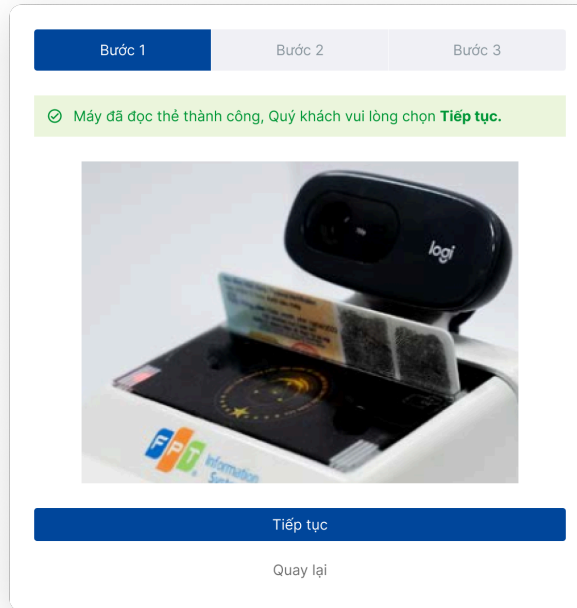 Bước 1
Bước 2
Bước 3
Máy đã đọc thẻ thành công, Quý khách vui lòng chọn Tiếp tục.
logi
FPT
Information
Tiếp tục
Quay lại